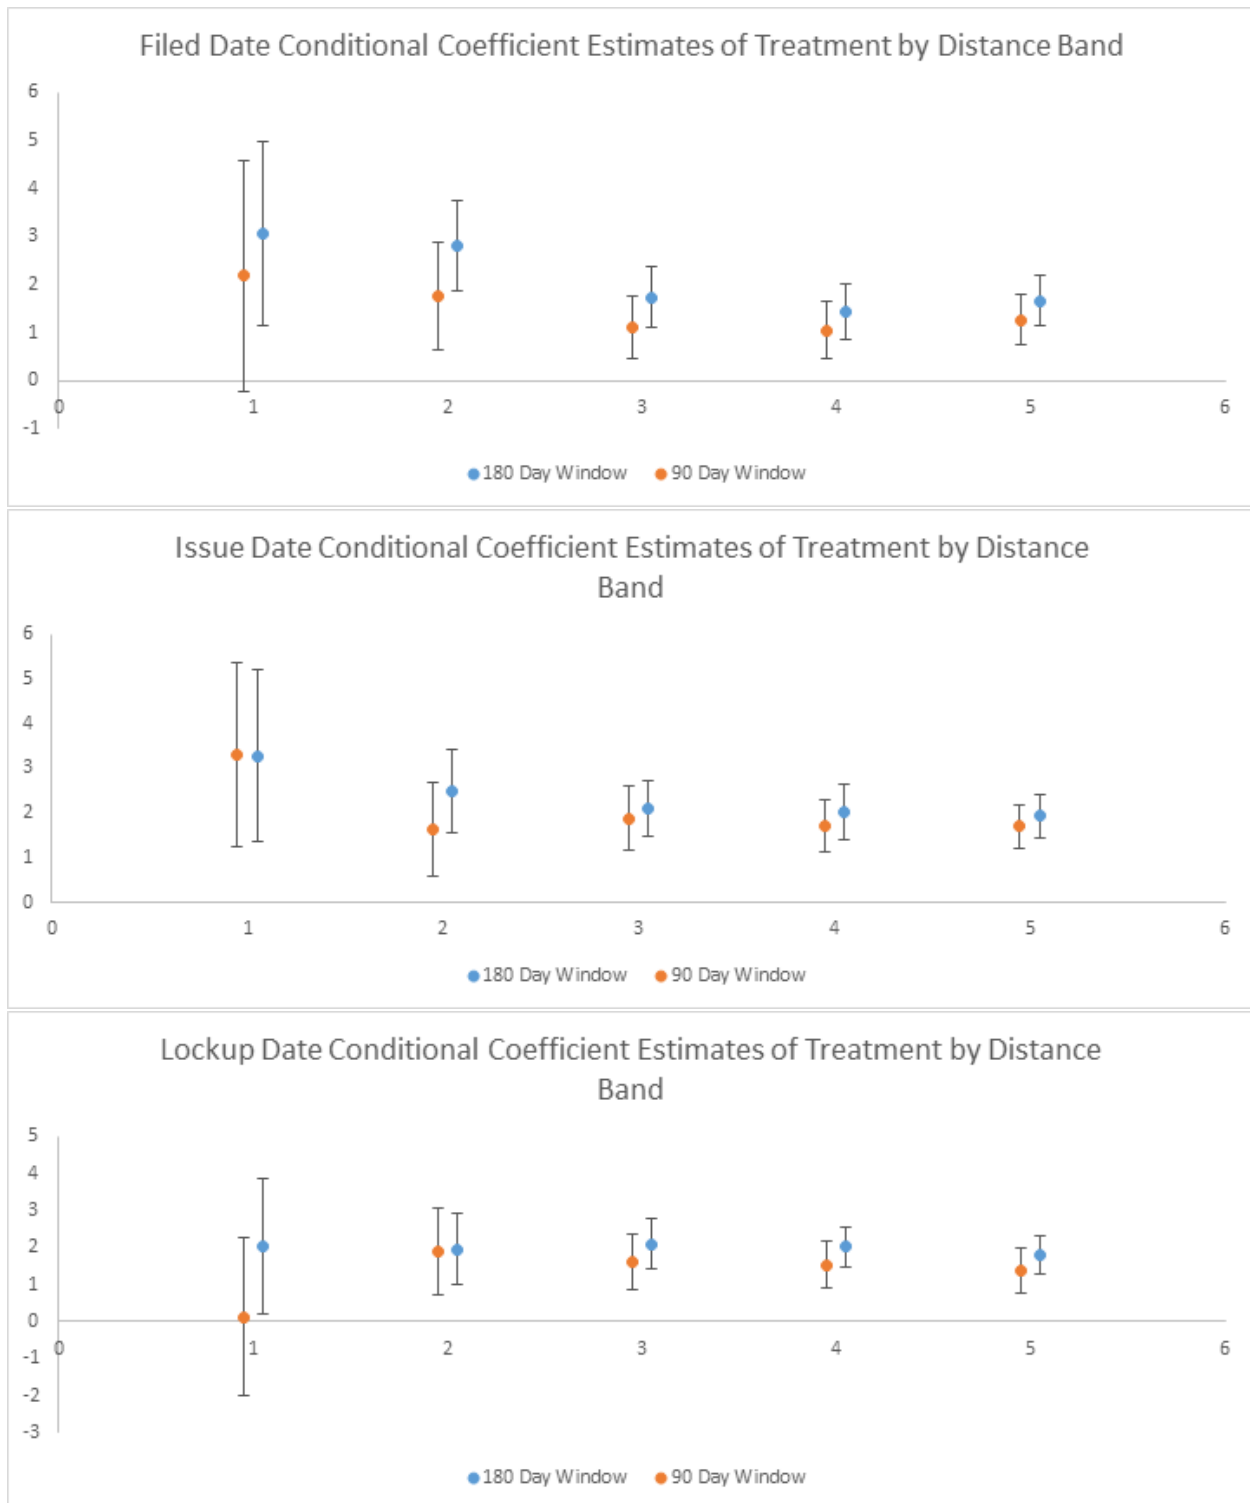 Filed Date Conditional Coefficient Estimates of Treatment by Distance Band
6
5
4
3
2
1
0
-1
0 1 2 3 4 5 6
180 Day Window 90 Day Window
Issue Date Conditional Coefficient Estimates of Treatment by Distance
Band
6
5
4
3
2
1
0
0 1 2 3 4 5 6
180 Day Window 90 Day Window
Lockup Date Conditional Coefficient Estimates of Treatment by Distance
Band
5
4
3
2
1
0
0 1 2 3 4 5 6
-1
-2
-3
180 Day Window 90 Day Window